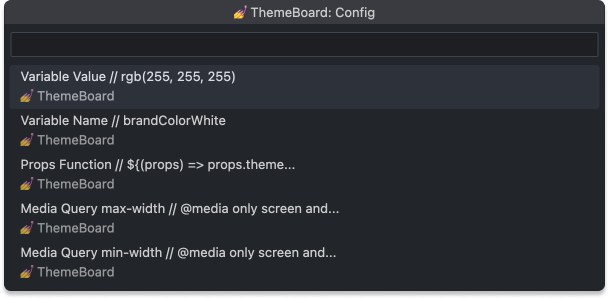 💅 ThemeBoard: Config
Variable Value // rgb(255, 255, 255)
💅 ThemeBoard
Variable Name // brandColorWhite
💅 ThemeBoard
Props Function // ${(props) => props.theme...
💅 ThemeBoard
Media Query max-width // @media only screen and...
💅 ThemeBoard
Media Query min-width // @media only screen and...
💅 ThemeBoard